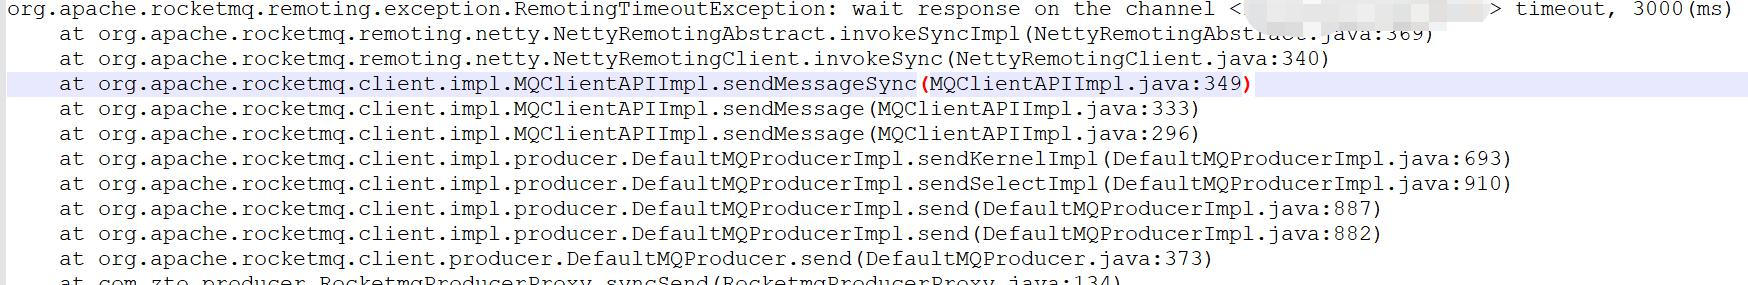 org.apache.rocketmq.remoting.exception.RemotingTimeoutException: wait response on the channel < > timeout, 3000(ms)
at org.apache.rocketmq.remoting.netty.NettyRemotingAbstract.invokeSyncImpl(NettyRemotingAbstract.java:369)
at org.apache.rocketmq.remoting.netty.NettyRemotingClient.invokeSync(NettyRemotingClient.java:340)
at org.apache.rocketmq.client.impl.MQClientAPIImpl.sendMessageSync(MQClientAPIImpl.java:349)
at org.apache.rocketmq.client.impl.MQClientAPIImpl.sendMessage(MQClientAPIImpl.java:333)
at org.apache.rocketmq.client.impl.MQClientAPIImpl.sendMessage(MQClientAPIImpl.java:296)
at org.apache.rocketmq.client.impl.producer.DefaultMQProducerImpl.sendKernelImpl(DefaultMQProducerImpl.java:693)
at org.apache.rocketmq.client.impl.producer.DefaultMQProducerImpl.sendSelectImpl(DefaultMQProducerImpl.java:910)
at org.apache.rocketmq.client.impl.producer.DefaultMQProducerImpl.send(DefaultMQProducerImpl.java:887)
at org.apache.rocketmq.client.impl.producer.DefaultMQProducerImpl.send(DefaultMQProducerImpl.java:882)
at org.apache.rocketmq.client.producer.DefaultMQProducer.send(DefaultMQProducer.java:373)
at com.zto.producer.RocketmqProducerProxy.syncSend(RocketmqProducerProxy.java:134)